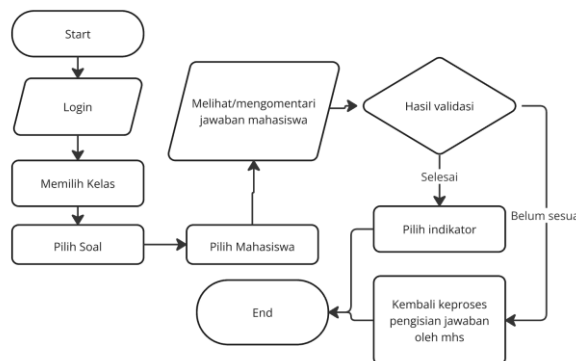 Start
Login
Memilih Kelas
Pilih Soal
Pilih Mahasiswa
Melihat/mengomentari
jawaban mahasiswa
Hasil validasi
Selesai
Belum sesua
Pilih indikator
Kembali keproses
pengisian jawaban
oleh mhs
End